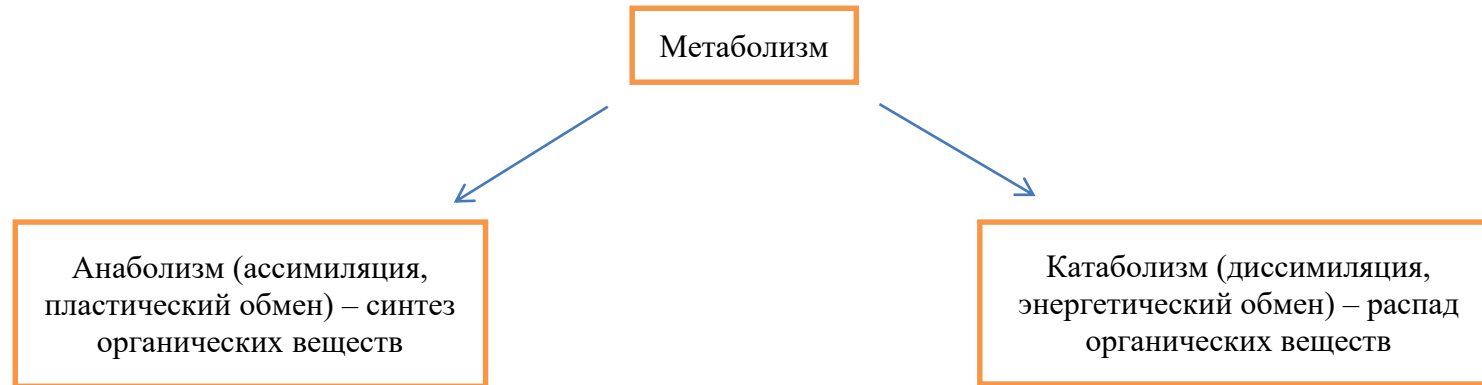 Метаболизм
Анаболизм (ассимиляция,
пластический обмен) – синтез
органических веществ
Катаболизм (диссимиляция,
энергетический обмен) – распад
органических веществ